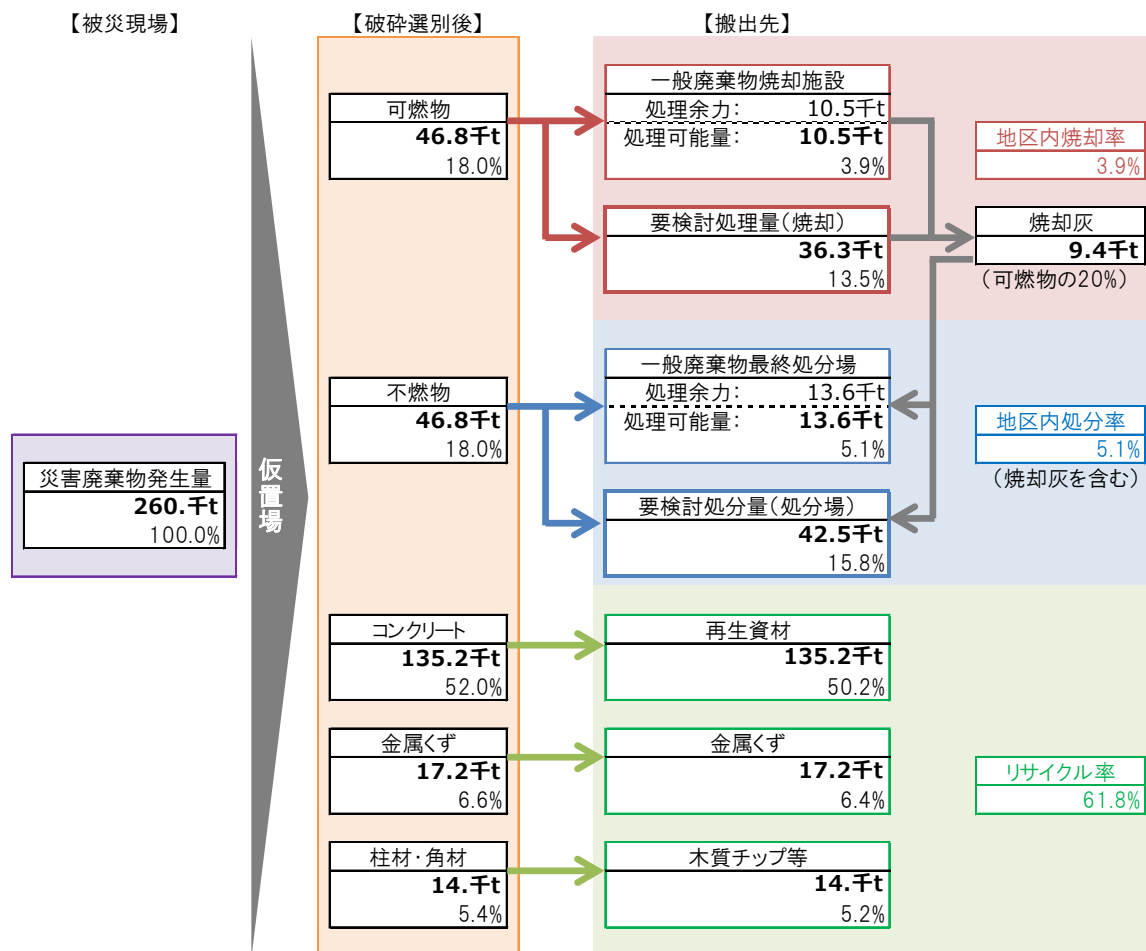 【被災現場】
【破砕選別後】
【搬出先】
災害廃棄物発生量
260.千t
100.0%
仮置場
可燃物
46.8千t
18.0%
不燃物
46.8千t
18.0%
コンクリート
135.2千t
52.0%
金属くず
17.2千t
6.6%
柱材・角材
14.千t
5.4%
一般廃棄物焼却施設
処理余力： 10.5千t
処理可能量： 10.5千t
3.9%
要検討処理量（焼却）
36.3千t
13.5%
一般廃棄物最終処分場
処理余力： 13.6千t
処理可能量： 13.6千t
5.1%
要検討処分量（処分場）
42.5千t
15.8%
再生資材
135.2千t
50.2%
金属くず
17.2千t
6.4%
木質チップ等
14.千t
5.2%
地区内焼却率
3.9%
焼却灰
9.4千t
（可燃物の20%）
地区内処分率
5.1%
（焼却灰を含む）
リサイクル率
61.8%